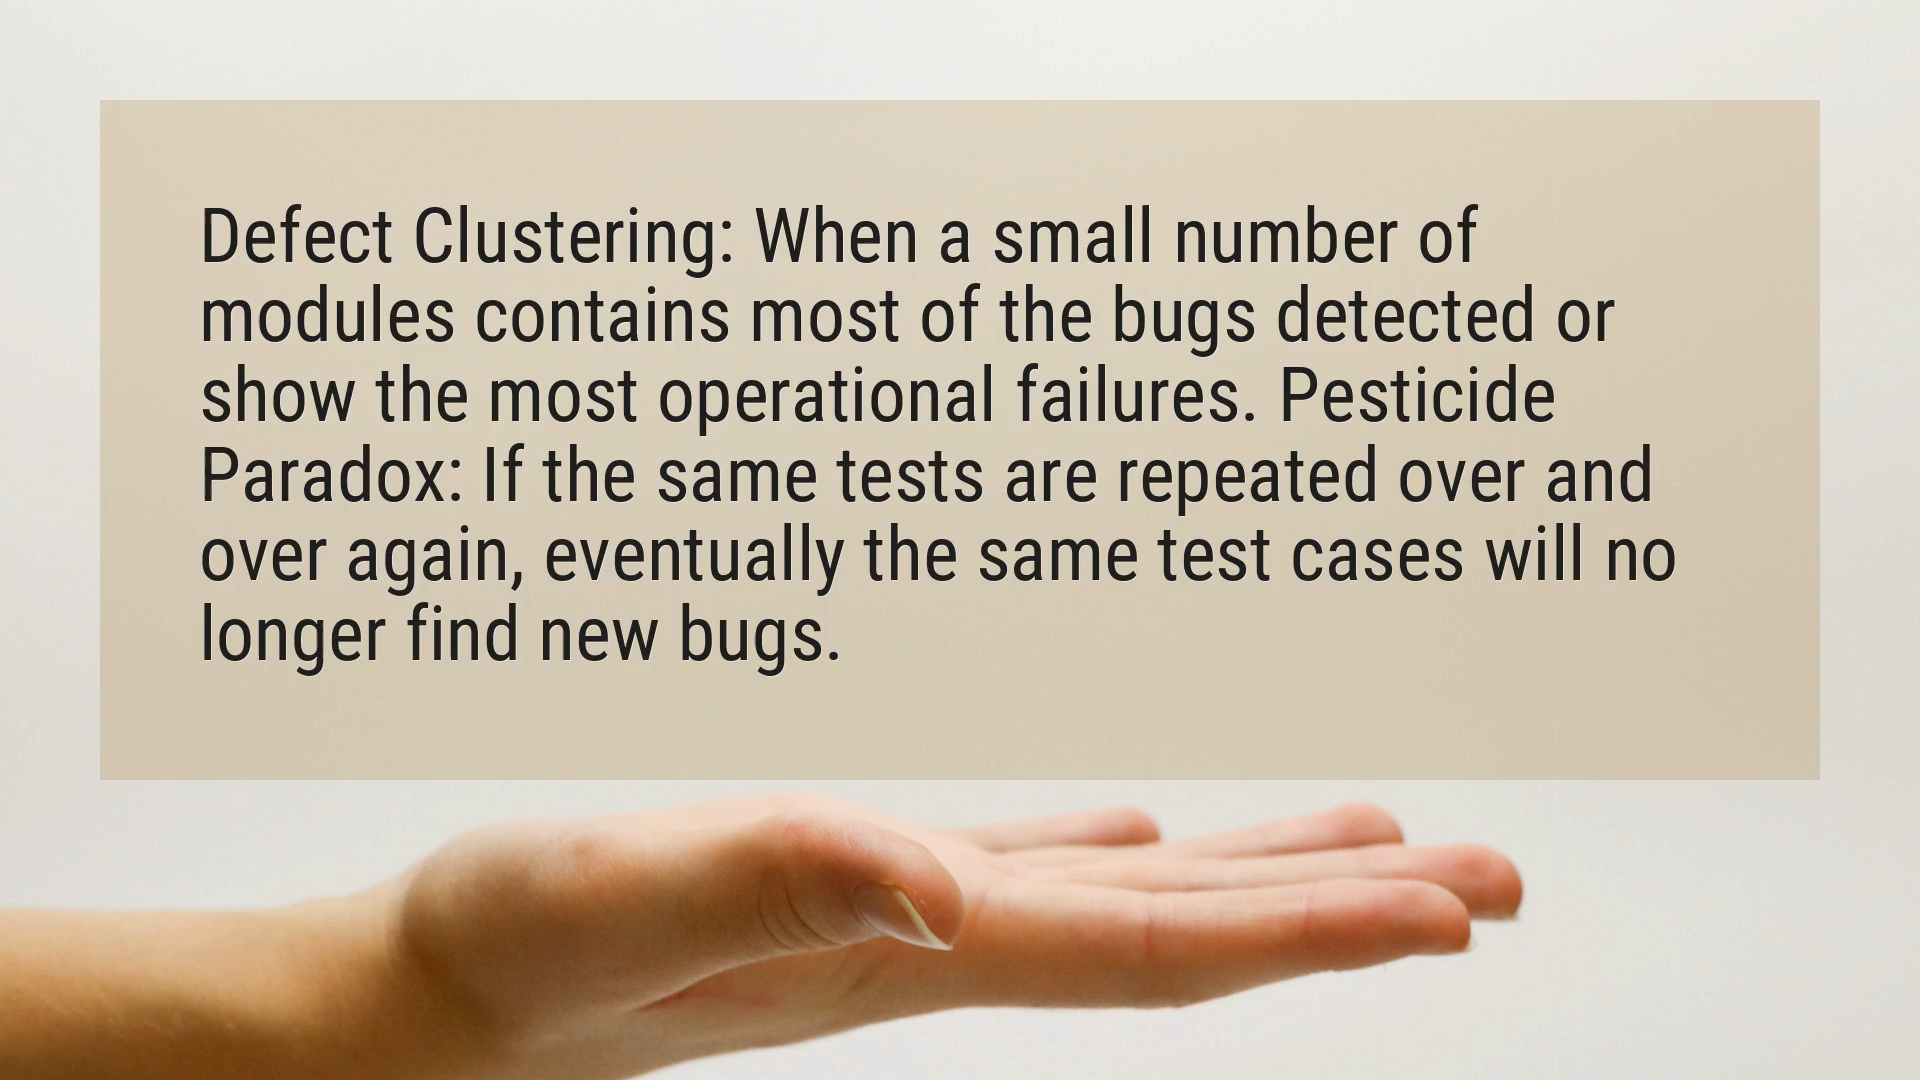 Defect Clustering: When a small number of
modules contains most of the bugs detected or
show the most operational failures. Pesticide
Paradox: If the same tests are repeated over and
over again, eventually the same test cases will no
longer find new bugs.